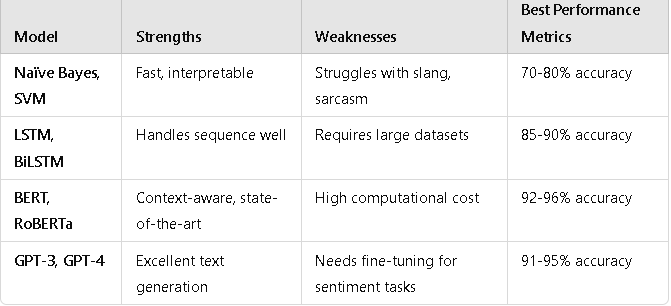 Model Strengths Weaknesses Best Performance
Metrics
Naïve Bayes, Fast, interpretable Struggles with slang, 70-80% accuracy
SVM sarcasm
LSTM, Handles sequence well Requires large datasets 85-90% accuracy
BiLSTM
BERT, Context-aware, state- High computational cost 92-96% accuracy
RoBERTa of-the-art
GPT-3, GPT-4 Excellent text Needs fine-tuning for 91-95% accuracy
generation sentiment tasks